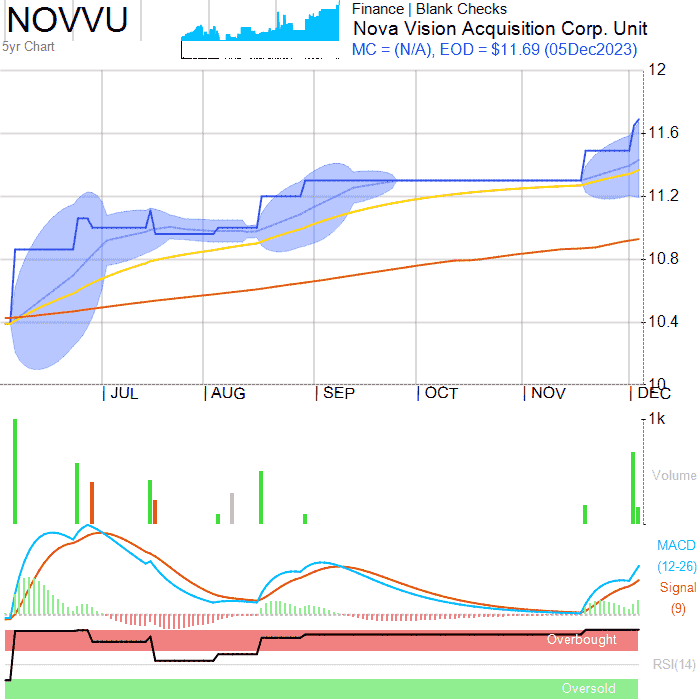 NOVVU
5yr Chart
Finance | Blank Checks
Nova Vision Acquisition Corp. Unit
MC = (N/A), EOD = $11.69 (05Dec2023)
12
11.6
11.2
10.8
10.4
10
| JUL | AUG | SEP | OCT | NOV | DEC
1k
Volume
MACD
(12-26)
Signal
(9)
Overbought
RSI(14)
Oversold